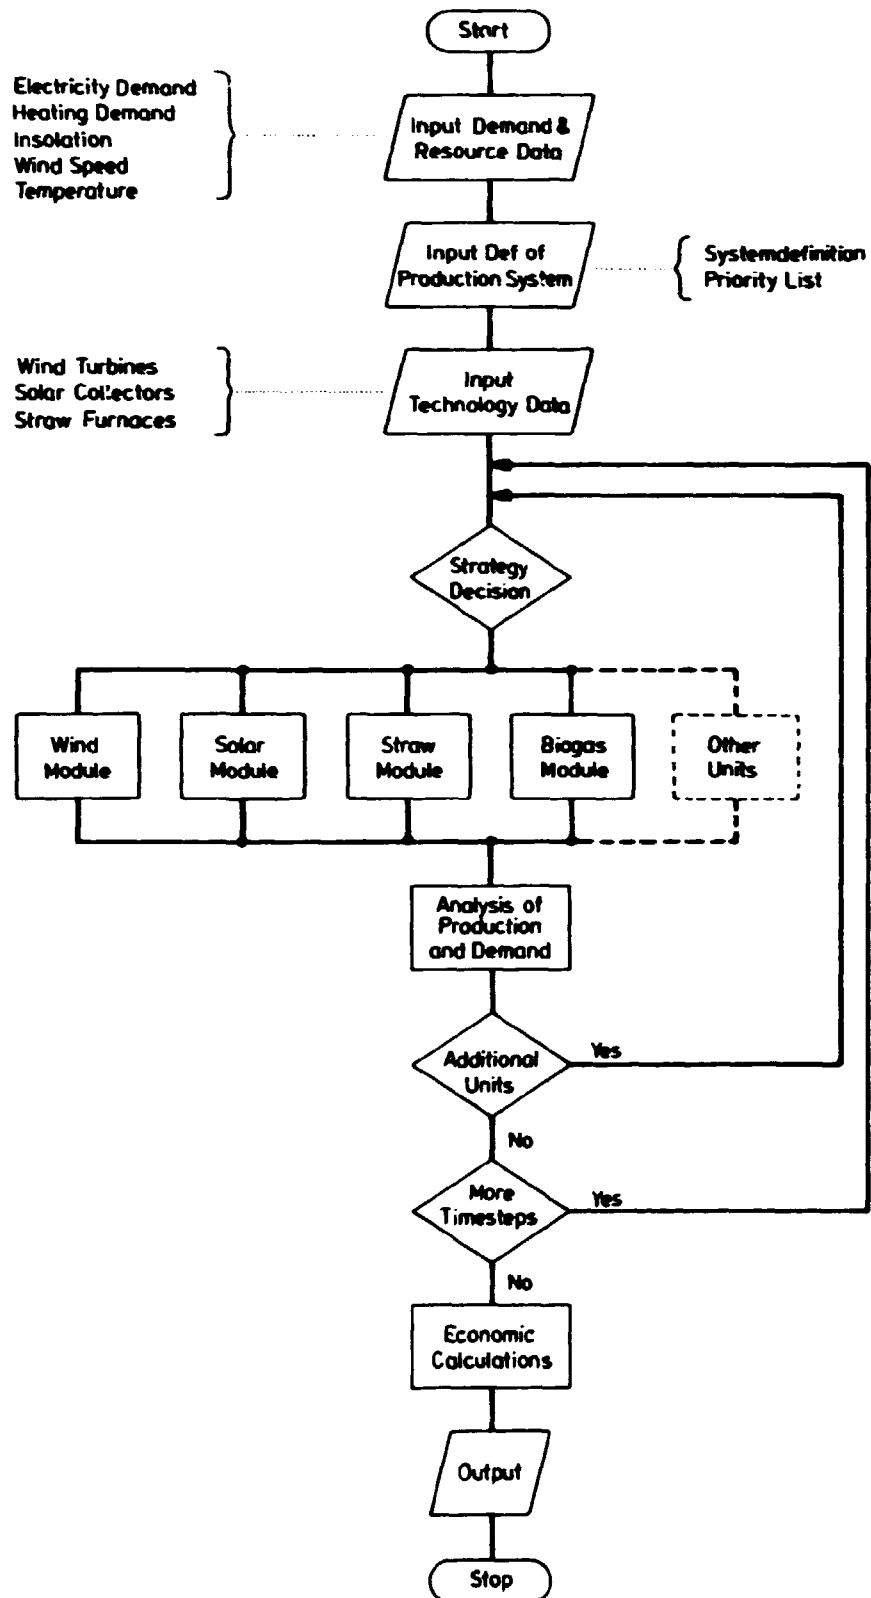 Start
Electricity Demand
Heating Demand
Insolation
Wind Speed
Temperature
Input Demand &
Resource Data
Input Def of
Production System
Systemdefinition
Priority List
Wind Turbines
Solar Collectors
Straw Furnaces
Input
Technology Data
Strategy
Decision
Wind
Module
Solar
Module
Straw
Module
Biogas
Module
Other
Units
Analysis of
Production
and Demand
Additional
Units
Yes
No
More
Timesteps
Yes
No
Economic
Calculations
Output
Stop